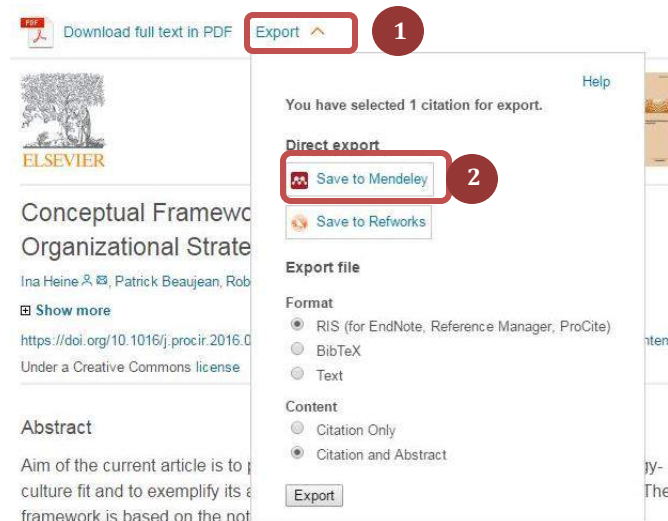 PDF
Download full text in PDF Export
1
Help
You have selected 1 citation for export.
Direct export
Save to Mendeley
2
Save to Refworks
ELSEVIER
Export file
Format
RIS (for EndNote, Reference Manager, ProCite)
BibTeX
Text
Content
Citation Only
Citation and Abstract
Export
Conceptual Framewo
Organizational Strate
Ina Heine, Patrick Beaujean, Rob
Show more
https://doi.org/10.1016/j.procir.2016.0
Under a Creative Commons license
Abstract
Aim of the current article is to p
culture fit and to exemplify its a
framework is based on the not
gy-
The